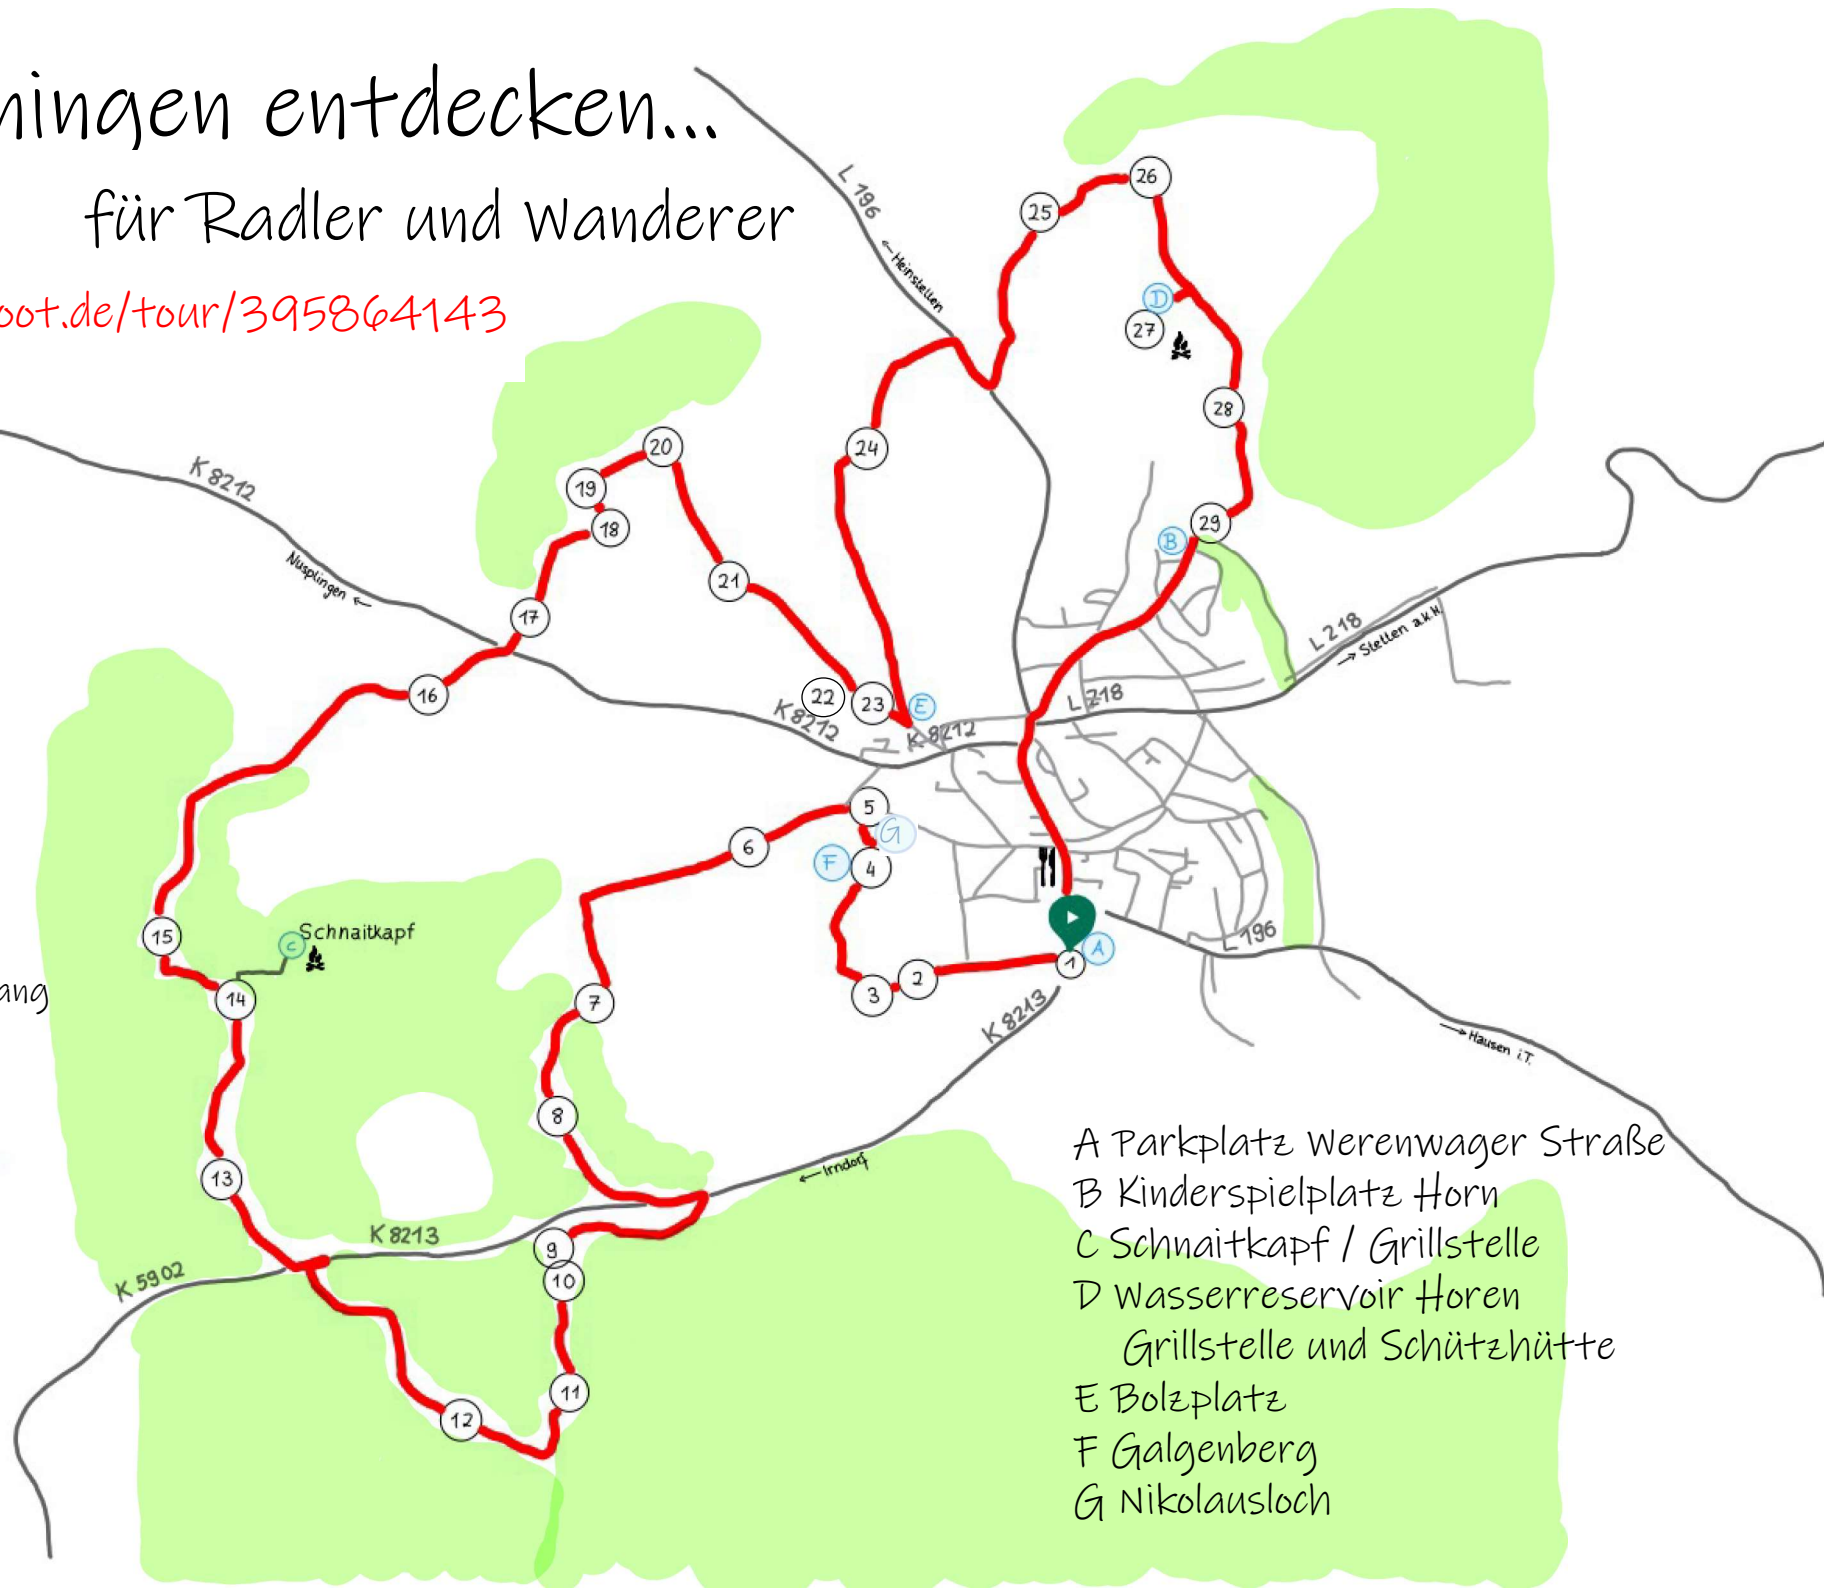 ningen entdecken...
für Radler und Wanderer
oot.de/tour/395864143
L 196
← Heinstetten
26
25
D
27
28
24
20
19
18
K 8212
29
B
21
Nusplingen ←
17
L 218
→ Stetten a.k.M.
16
22
23
E
L 218
K 8212
K 8212
5
G
6
F
4
15
C
Schnaitkapf
A
L 196
1
2
3
14
7
ang
K 8213
→ Hausen i.T.
8
← Irndorf
13
K 8213
9
10
K 5902
11
12
A Parkplatz Werenwager Straße
B Kinderspielplatz Horn
C Schnaitkapf / Grillstelle
D Wasserreservoir Horen
Grillstelle und Schützhütte
E Bolzplatz
F Galgenberg
G Nikolausloch